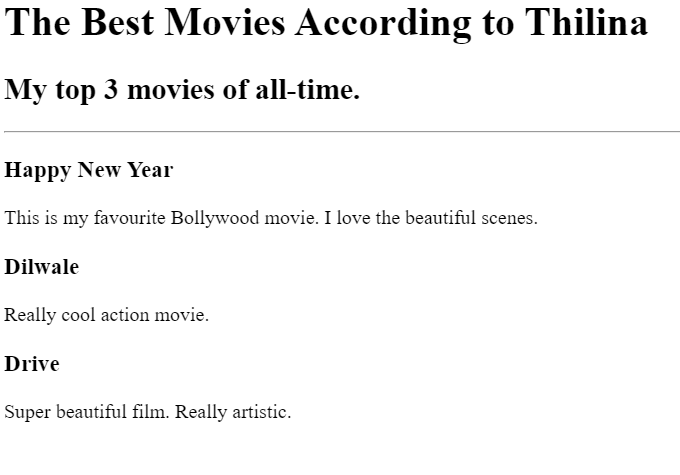 The Best Movies According to Thilina
My top 3 movies of all-time.
Happy New Year
This is my favourite Bollywood movie. I love the beautiful scenes.
Dilwale
Really cool action movie.
Drive
Super beautiful film. Really artistic.